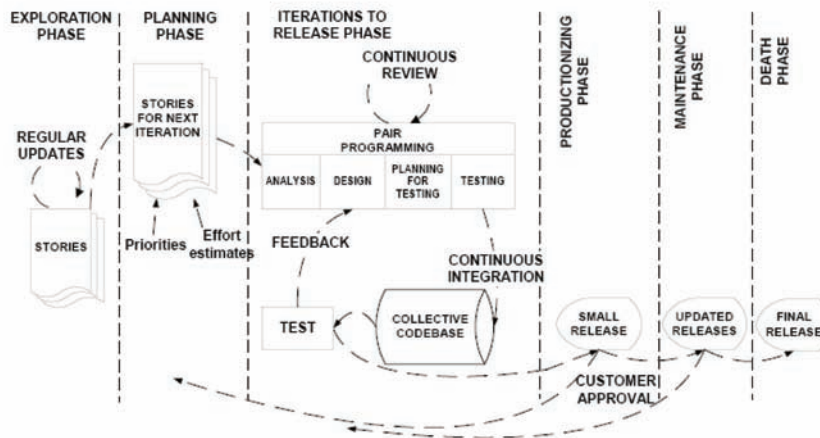 EXPLORATION
PHASE
PLANNING
PHASE
ITERATIONS TO
RELEASE PHASE
PRODUCTIONIZING
PHASE
MAINTENANCE
PHASE
DEATH
PHASE
CONTINUOUS
REVIEW
STORIES
FOR NEXT
ITERATION
REGULAR
UPDATES
PAIR
PROGRAMMING
ANALYSIS
DESIGN
PLANNING
FOR
TESTING
TESTING
STORIES
Priorities
Effort
estimates
FEEDBACK
CONTINUOUS
INTEGRATION
TEST
COLLECTIVE
CODEBASE
SMALL
RELEASE
UPDATED
RELEASES
FINAL
RELEASE
CUSTOMER
APPROVAL